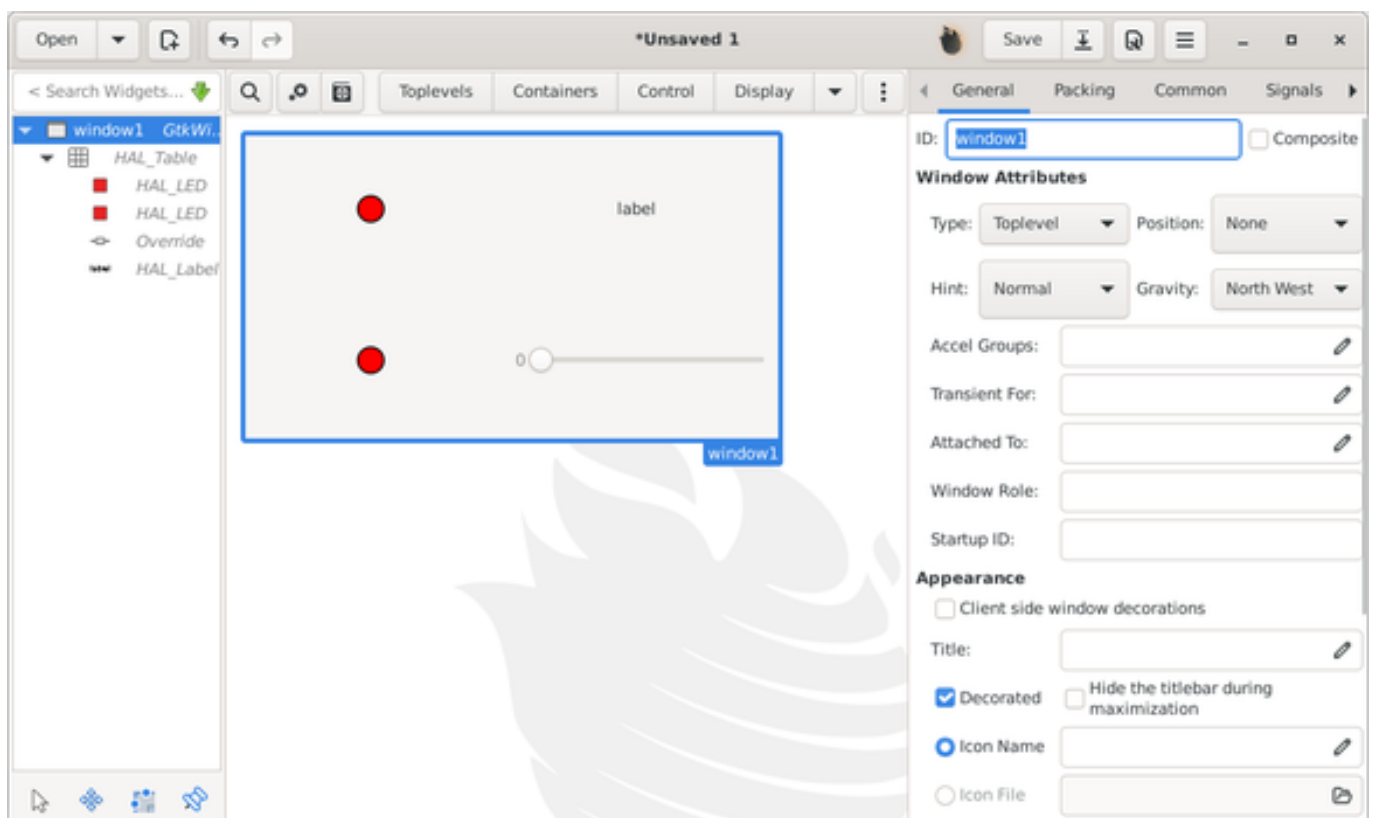 Open
*Unsaved 1
Save
< Search Widgets...
Toplevels Containers Control Display
General Packing Common Signals
window1 GtkWi..
HAL_Table
HAL_LED
HAL_LED
Override
HAL_Label
label
0
window1
ID: window1 Composite
Window Attributes
Type: Toplevel Position: None
Hint: Normal Gravity: North West
Accel Groups:
Transient For:
Attached To:
Window Role:
Startup ID:
Appearance
Client side window decorations
Title:
Decorated Hide the titlebar during
maximization
Icon Name
Icon File